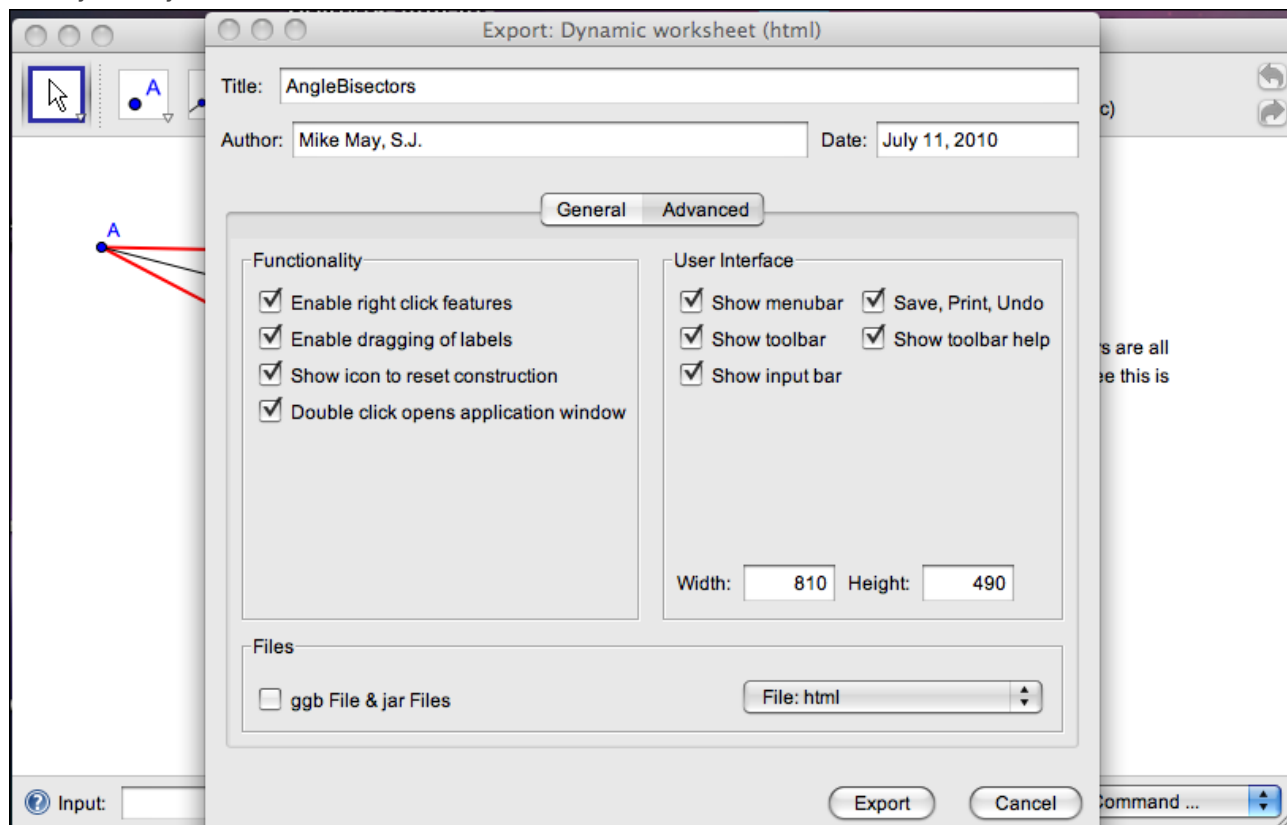 Export: Dynamic worksheet (html)
Title: AngleBisectors
A
c)
Author: Mike May, S.J. Date: July 11, 2010
General Advanced
A
Functionality User Interface
Enable right click features Show menubar Save, Print, Undo
Enable dragging of labels Show toolbar Show toolbar help
s are all
Show icon to reset construction Show input bar
ee this is
Double click opens application window
Width: 810 Height: 490
Files
ggb File & jar Files File: html
Input: Export Cancel Command ...